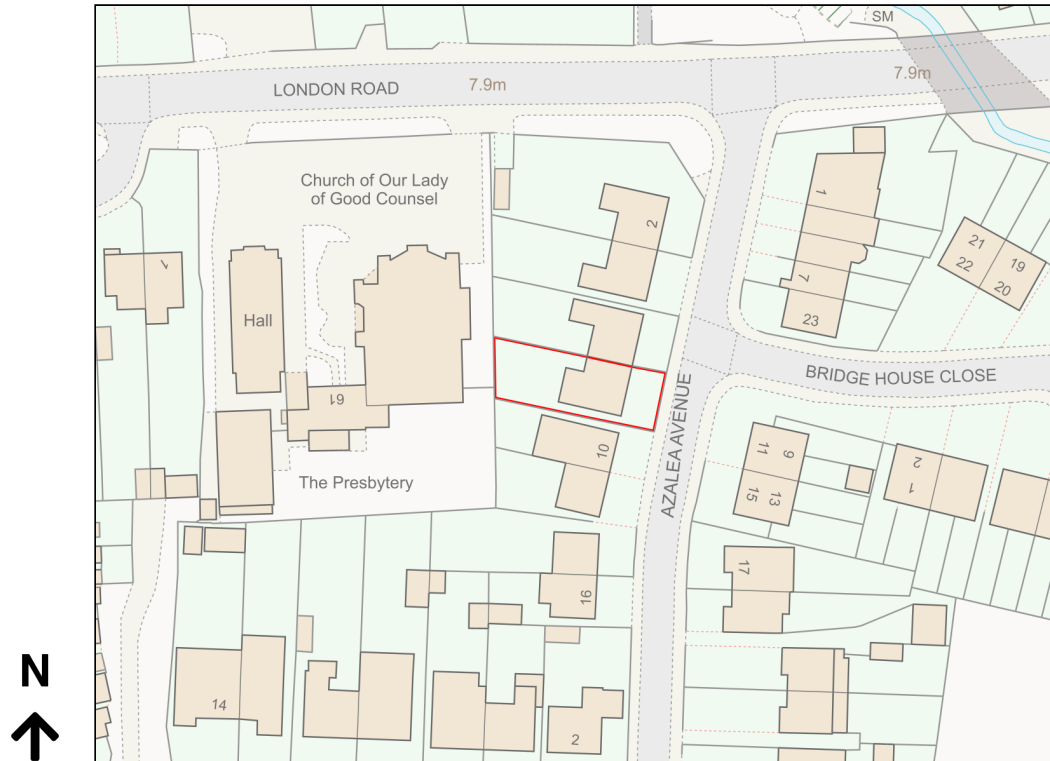 SM
LONDON ROAD
7.9m
7.9m
Church of Our Lady
of Good Counsel
2
1
21
22
19
20
1
7
23
Hall
61
BRIDGE HOUSE CLOSE
AZALEA AVENUE
10
9
11
13
15
2
1
The Presbytery
17
16
14
2
N